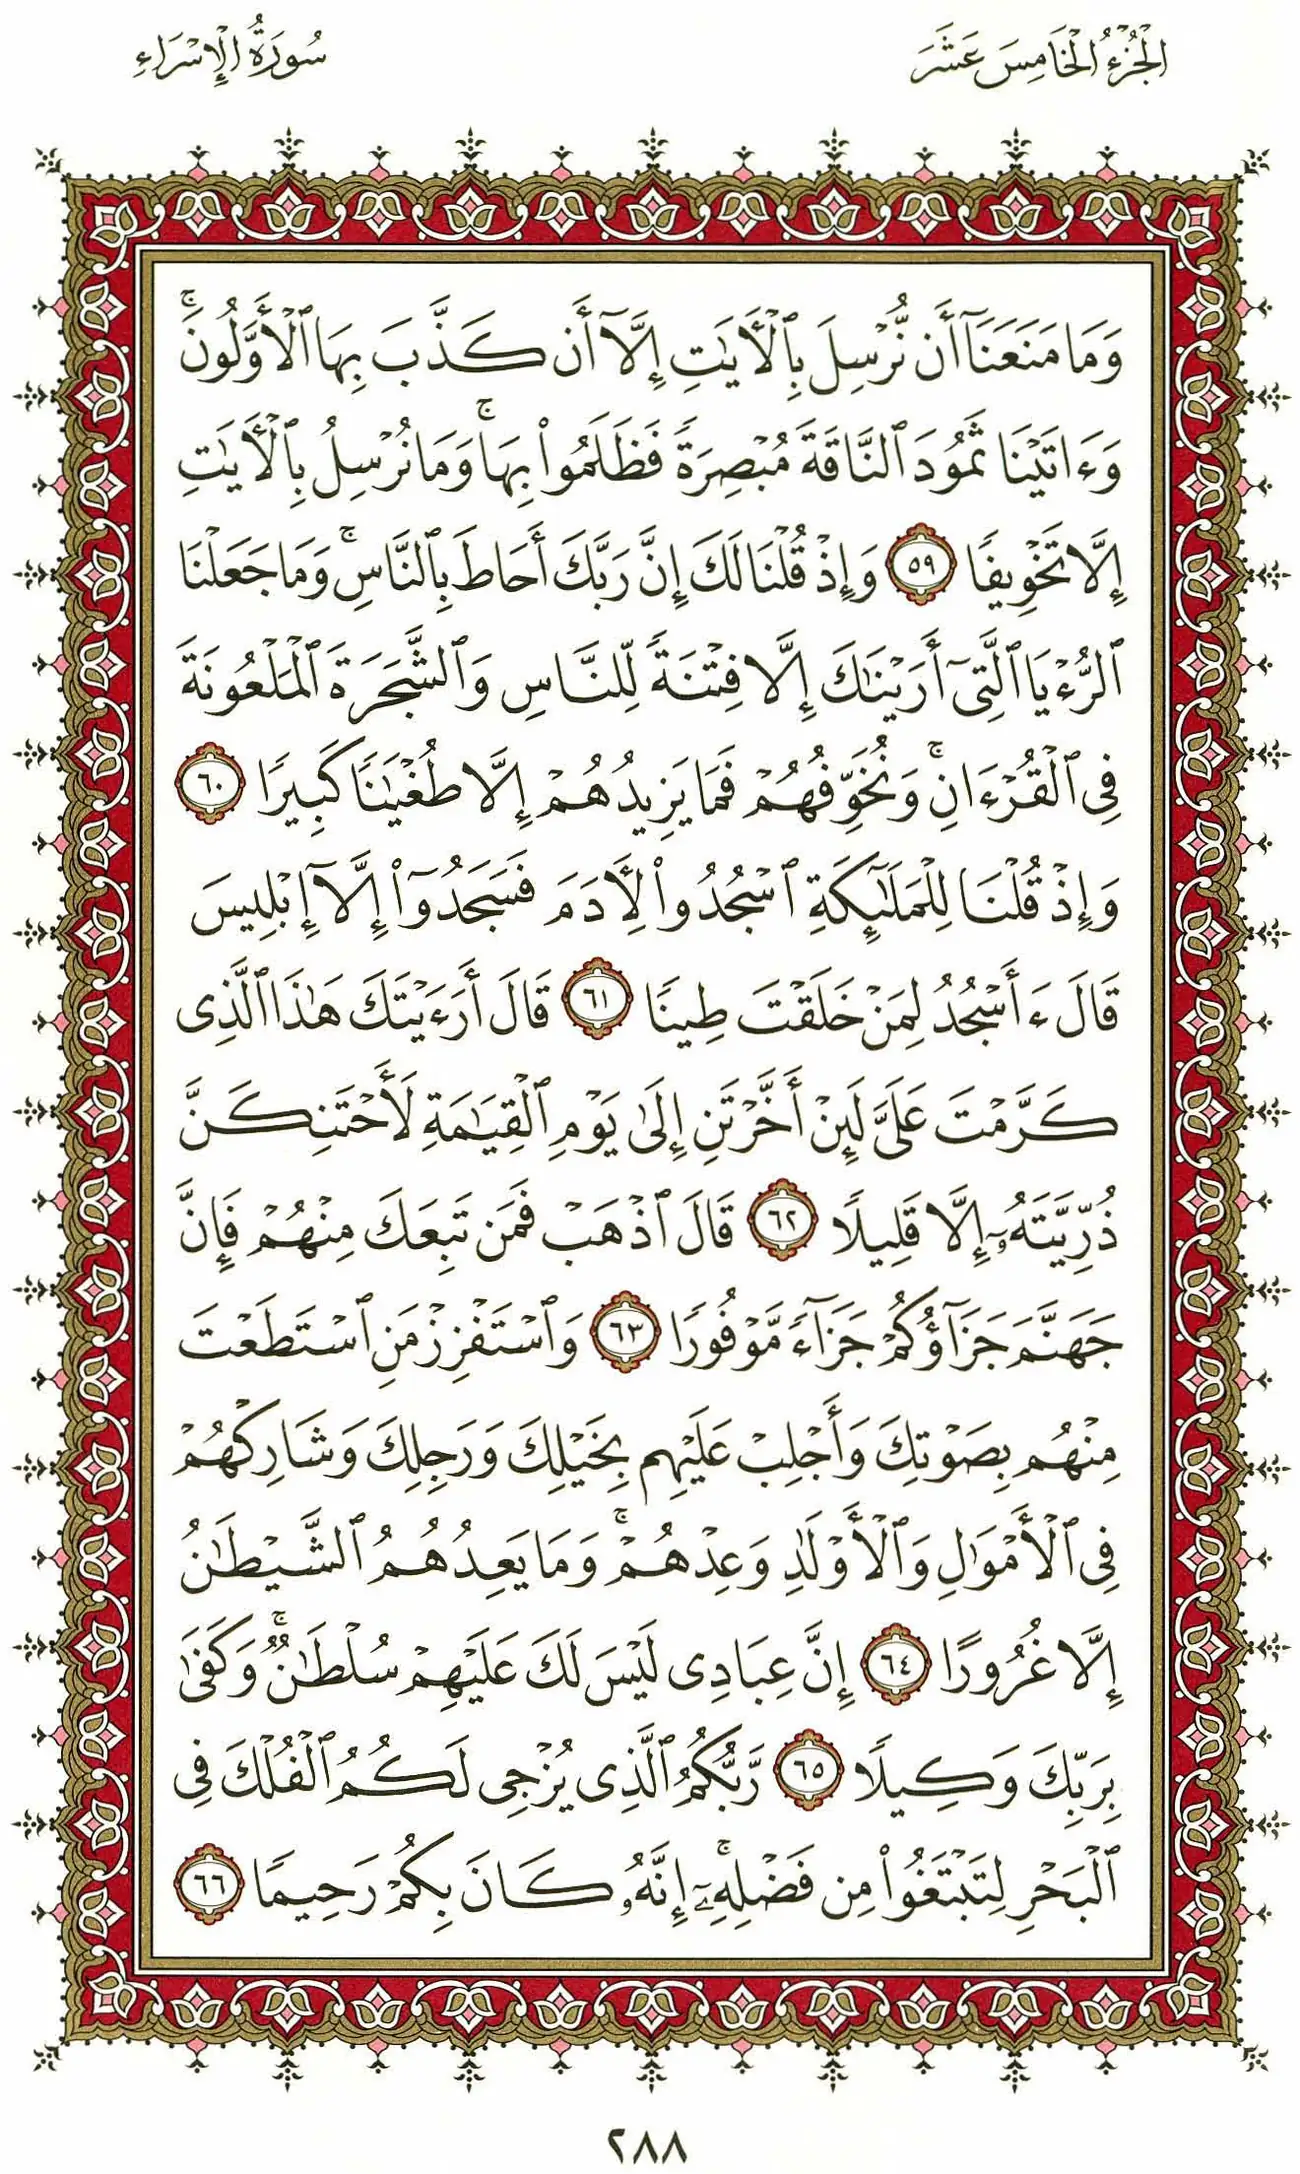 الجزء الخامس عشر
سورة الإسراء
وَمَا مَنَعَنَآ أَن نُّرْسِلَ بِٱلْأَيَٰتِ إِلَّآ أَن كَذَّبَ بِهَا ٱلْأَوَّلُونَۚ
وَءَاتَيْنَا ثَمُودَ ٱلنَّاقَةَ مُبْصِرَةً فَظَلَمُوا۟ بِهَاۚ وَمَا نُرْسِلُ بِٱلْأَيَٰتِ
إِلَّا تَخْوِيفًا ٥٩ وَإِذْ قُلْنَا لَكَ إِنَّ رَبَّكَ أَحَاطَ بِٱلنَّاسِۚ وَمَا جَعَلْنَا
ٱلرُّءْيَا ٱلَّتِىٓ أَرَيْنَٰكَ إِلَّا فِتْنَةً لِّلنَّاسِ وَٱلشَّجَرَةَ ٱلْمَلْعُونَةَ
فِى ٱلْقُرْءَانِۚ وَنُخَوِّفُهُمْ فَمَا يَزِيدُهُمْ إِلَّا طُغْيَٰنًا كَبِيرًا ٦٠
وَإِذْ قُلْنَا لِلْمَلَٰٓئِكَةِ ٱسْجُدُوا۟ لِأَدَمَ فَسَجَدُوٓا۟ إِلَّآ إِبْلِيسَ
قَالَ ءَأَسْجُدُ لِمَنْ خَلَقْتَ طِينًا ٦١ قَالَ أَرَءَيْتَكَ هَٰذَا ٱلَّذِى
كَرَّمْتَ عَلَىَّ لَئِنْ أَخَّرْتَنِ إِلَىٰ يَوْمِ ٱلْقِيَٰمَةِ لَأَحْتَنِكَنَّ
ذُرِّيَّتَهُۥٓ إِلَّا قَلِيلًا ٦٢ قَالَ ٱذْهَبْ فَمَن تَبِعَكَ مِنْهُمْ فَإِنَّ
جَهَنَّمَ جَزَآؤُكُمْ جَزَآءً مَّوْفُورًا ٦٣ وَٱسْتَفْزِزْ مَنِ ٱسْتَطَعْتَ
مِنْهُم بِصَوْتِكَ وَأَجْلِبْ عَلَيْهِم بِخَيْلِكَ وَرَجِلِكَ وَشَارِكْهُمْ
فِى ٱلْأَمْوَٰلِ وَٱلْأَوْلَٰدِ وَعِدْهُمْۚ وَمَا يَعِدُهُمُ ٱلشَّيْطَٰنُ
إِلَّا غُرُورًا ٦٤ إِنَّ عِبَادِى لَيْسَ لَكَ عَلَيْهِمْ سُلْطَٰنٌۚ وَكَفَىٰ
بِرَبِّكَ وَكِيلًا ٦٥ رَّبُّكُمُ ٱلَّذِى يُزْجِى لَكُمُ ٱلْفُلْكَ فِى
ٱلْبَحْرِ لِتَبْتَغُوا۟ مِن فَضْلِهِۦٓۚ إِنَّهُۥ كَانَ بِكُمْ رَحِيمًا ٦٦
٢٨٨